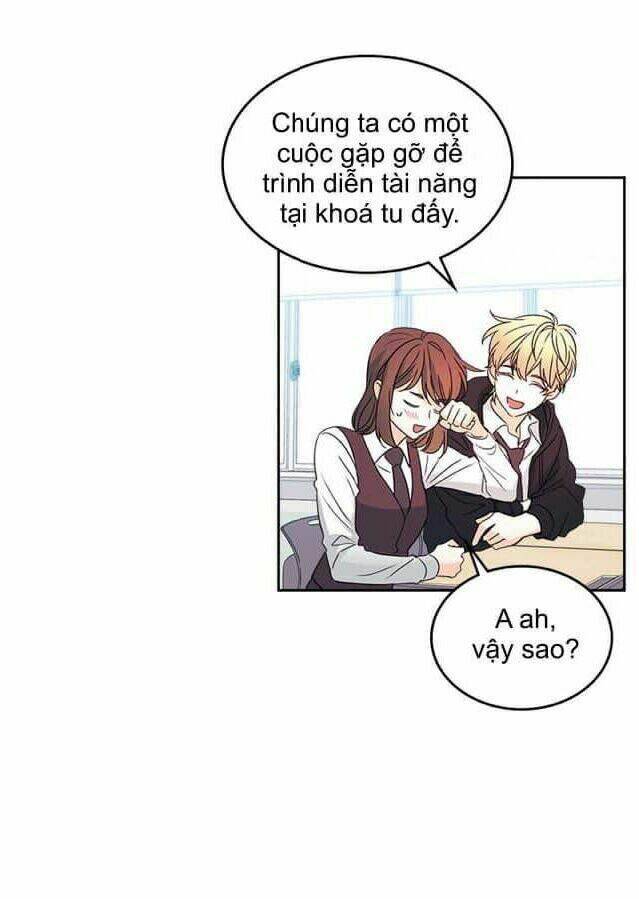 Chúng ta có một
cuộc gặp gỡ để
trình diễn tài năng
tại khoá tu đấy.
A ah,
vậy sao?